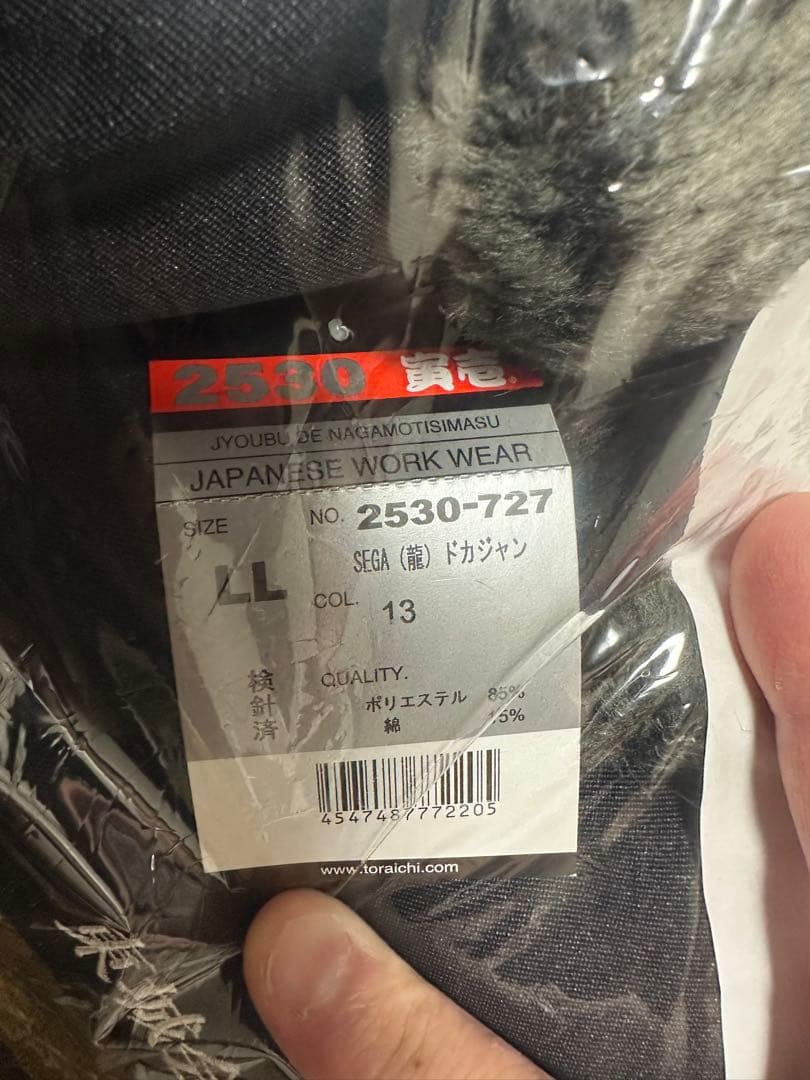 2530 寅壱
JYOUBU DE NAGAMOTISIMASU
JAPANESE WORK WEAR
SIZE NO. 2530-727
SEGA (龍) ドカジャン
LL COL. 13
検針済
QUALITY.
ポリエステル 85%
綿 15%
4547487772205
www.toraichi.com